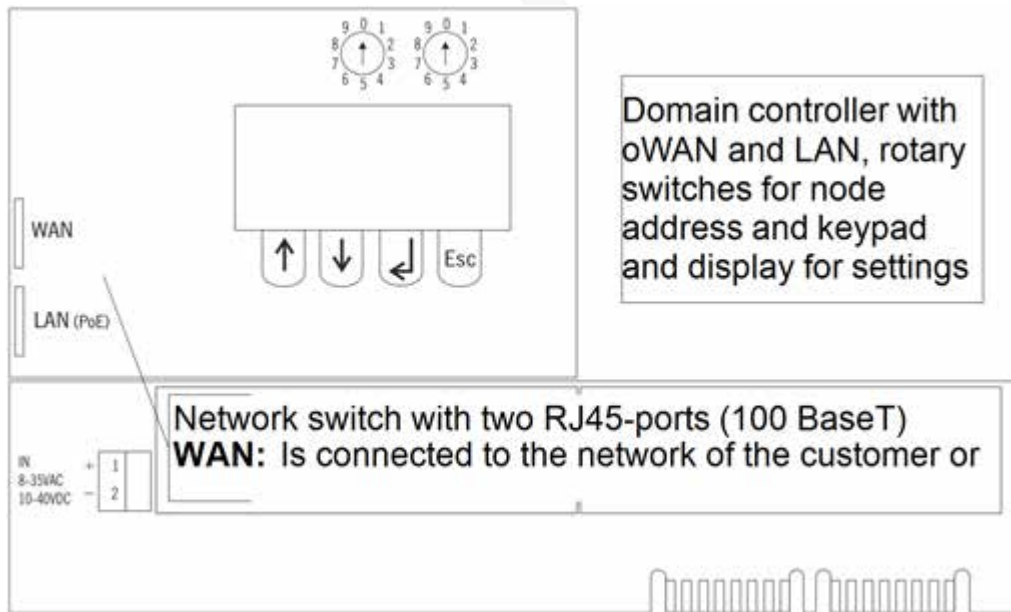 9 0 1
8 2
7 3
6 5 4
9 0 1
8 2
7 3
6 5 4
Domain controller with
oWAN and LAN, rotary
switches for node
address and keypad
and display for settings
WAN
Esc
LAN (PoE)
Network switch with two RJ45-ports (100 BaseT)
WAN: Is connected to the network of the customer or
IN
8-35VAC
10-40VDC
+ 1
- 2